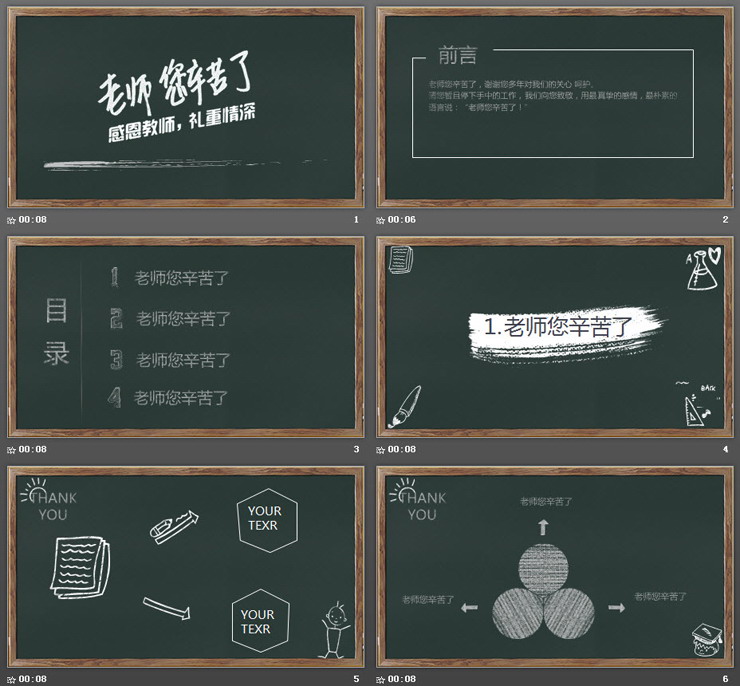 老师 您辛苦了
感恩教师，礼重情深
00:08
1
前言
老师您辛苦了，谢谢您多年对我们的关心 呵护。
请您暂且停下手中的工作，我们向您致敬，用最真挚的感情，最朴素的
语言说：“老师您辛苦了！”
00:06
2
目
录
1 老师您辛苦了
2 老师您辛苦了
3 老师您辛苦了
4 老师您辛苦了
00:08
3
A
1.老师您辛苦了
BACK
00:08
4
THANK
YOU
YOUR
TEXR
YOUR
TEXR
00:08
5
THANK
YOU
老师您辛苦了
老师您辛苦了
老师您辛苦了
00:08
6